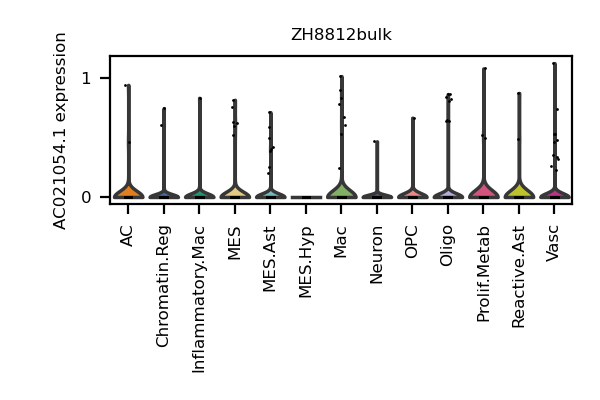 ZH8812bulk
AC021054.1 expression
1
0
AC
Chromatin.Reg
Inflammatory.Mac
MES
MES.Ast
MES.Hyp
Mac
Neuron
OPC
Oligo
Prolif.Metab
Reactive.Ast
Vasc